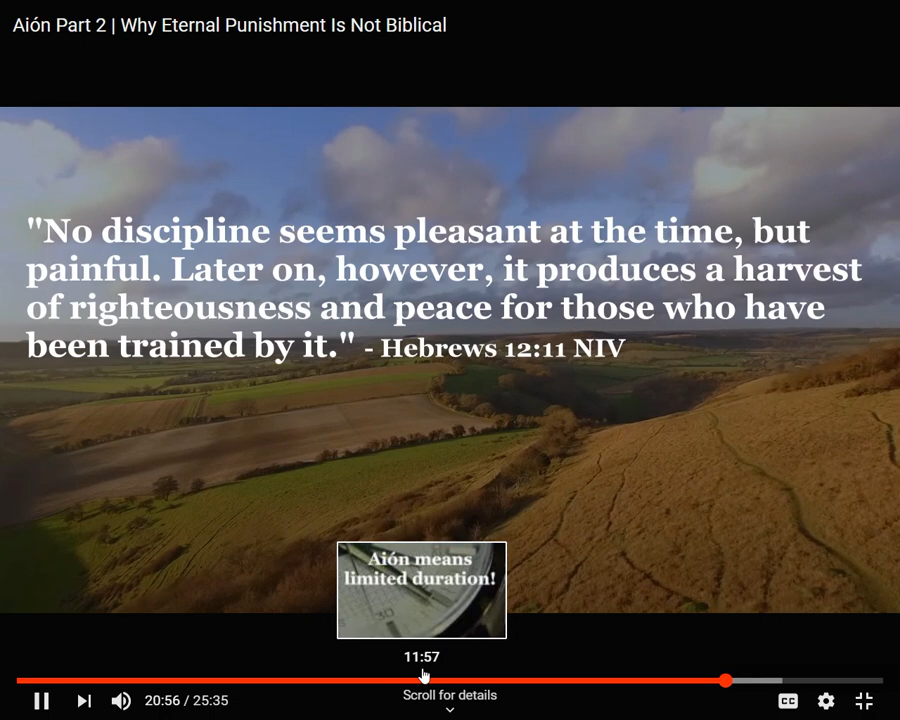 Aión Part 2 | Why Eternal Punishment Is Not Biblical
"No discipline seems pleasant at the time, but
painful. Later on, however, it produces a harvest
of righteousness and peace for those who have
been trained by it." - Hebrews 12:11 NIV
Aión means
limited duration!
11:57
20:56 / 25:35
Scroll for details
CC